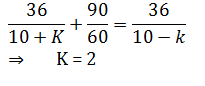 36/(10 + K) + 90/60 = 36/(10 − k)
⇒ K = 2